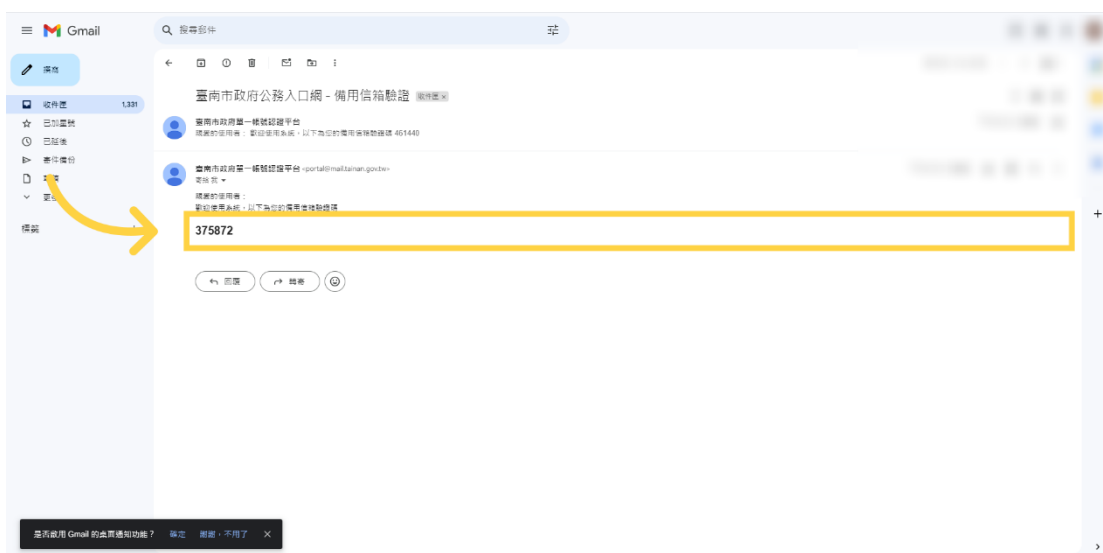 Gmail
搜尋郵件
撰寫
收件匣 1,331
已加星號
已延後
寄件備份
更
標籤
臺南市政府公務入口網 - 備用信箱驗證 收件匣 x
臺南市政府單一帳號認證平台
親愛的使用者： 歡迎使用系統，以下為您的備用信箱驗證碼 461440
臺南市政府單一帳號認證平台 <portal@mail.tainan.gov.tw>
寄給 我
親愛的使用者：
歡迎使用系統，以下為您的備用信箱驗證碼
375872
回覆 轉寄
是否啟用 Gmail 的桌面通知功能？ 確定 謝謝，不用了 X